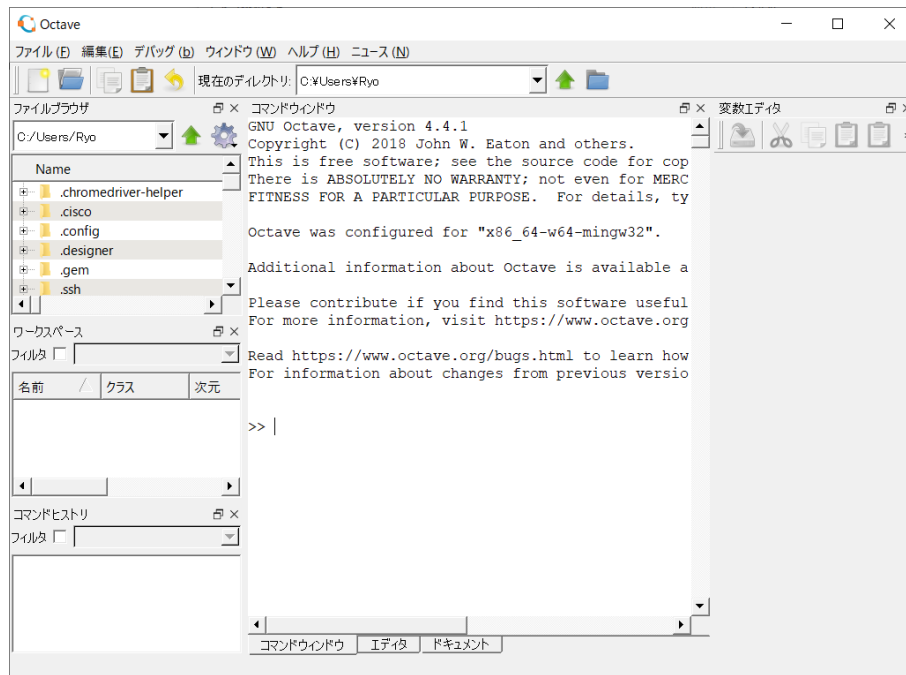 Octave
ファイル (F) 編集(E) デバッグ (b) ウィンドウ (W) ヘルプ (H) ニュース (N)
現在のディレクトリ: C:¥Users¥Ryo
ファイルブラウザ
C:/Users/Ryo
Name
.chromedriver-helper
.cisco
.config
.designer
.gem
.ssh
ワークスペース
フィルタ
名前 クラス 次元
コマンドヒストリ
フィルタ
コマンドウィンドウ
GNU Octave, version 4.4.1
Copyright (C) 2018 John W. Eaton and others.
This is free software; see the source code for cop
There is ABSOLUTELY NO WARRANTY; not even for MERC
FITNESS FOR A PARTICULAR PURPOSE.  For details, ty
Octave was configured for "x86_64-w64-mingw32".
Additional information about Octave is available a
Please contribute if you find this software useful
For more information, visit https://www.octave.org
Read https://www.octave.org/bugs.html to learn how
For information about changes from previous versio
>>
コマンドウィンドウ エディタ ドキュメント
変数エディタ